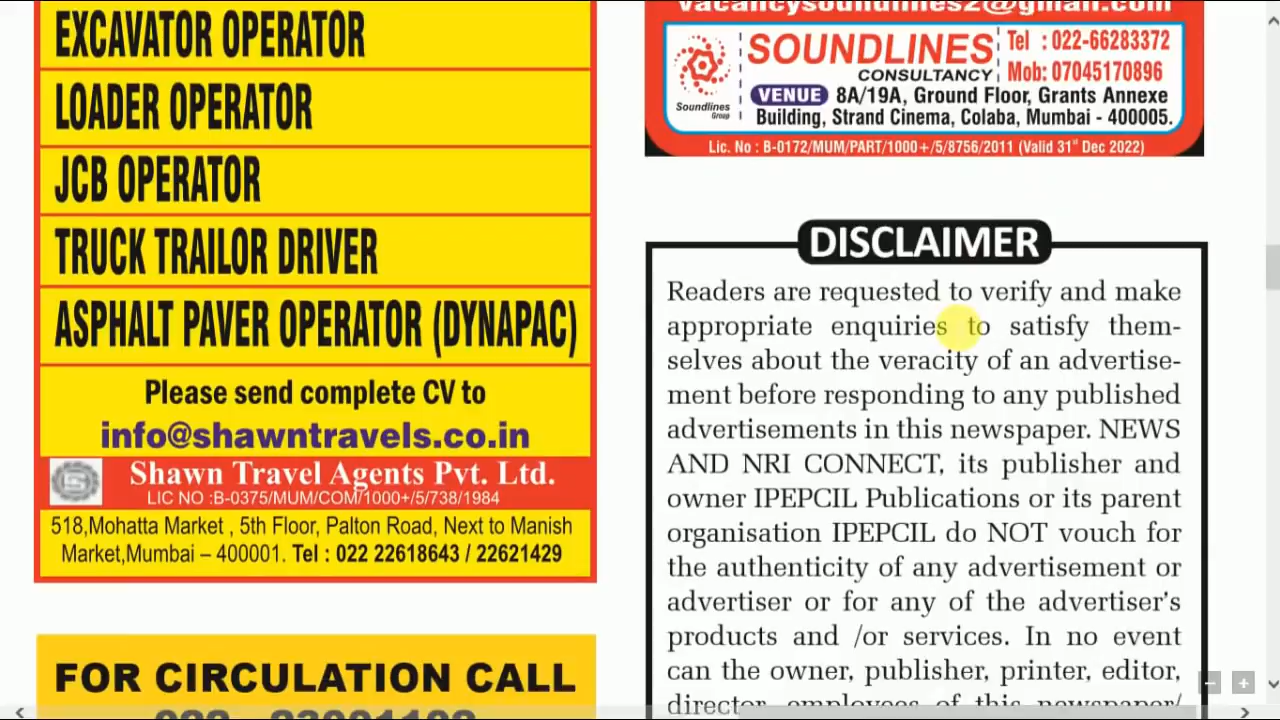 EXCAVATOR OPERATOR
LOADER OPERATOR
JCB OPERATOR
TRUCK TRAILOR DRIVER
ASPHALT PAVER OPERATOR (DYNAPAC)
Please send complete CV to
info@shawntravels.co.in
Shawn Travel Agents Pvt. Ltd.
LIC NO :B-0375/MUM/COM/1000+/5/738/1984
518,Mohatta Market , 5th Floor, Palton Road, Next to Manish
Market,Mumbai – 400001. Tel : 022 22618643 / 22621429
FOR CIRCULATION CALL
vacancysoundlines2@gmail.com
Soundlines
Group
SOUNDLINES
CONSULTANCY
Tel : 022-66283372
Mob: 07045170896
VENUE 8A/19A, Ground Floor, Grants Annexe
Building, Strand Cinema, Colaba, Mumbai - 400005.
Lic. No : B-0172/MUM/PART/1000+/5/8756/2011 (Valid 31st Dec 2022)
DISCLAIMER
Readers are requested to verify and make
appropriate enquiries to satisfy them-
selves about the veracity of an advertise-
ment before responding to any published
advertisements in this newspaper. NEWS
AND NRI CONNECT, its publisher and
owner IPEPCIL Publications or its parent
organisation IPEPCIL do NOT vouch for
the authenticity of any advertisement or
advertiser or for any of the advertiser's
products and /or services. In no event
can the owner, publisher, printer, editor,
director, employees of this newspaper/